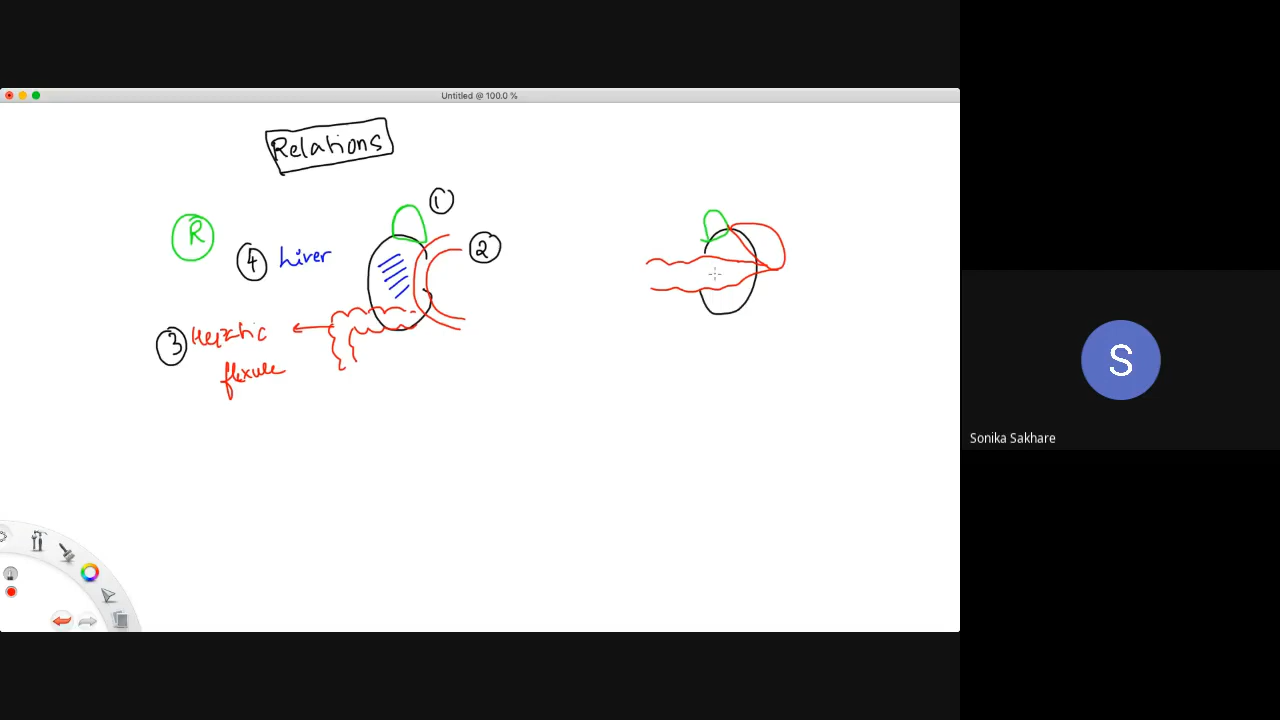 Untitled @ 100.0 %
Relations
R
1
2
4 Liver
3 Hepatic
flexure
S
Sonika Sakhare